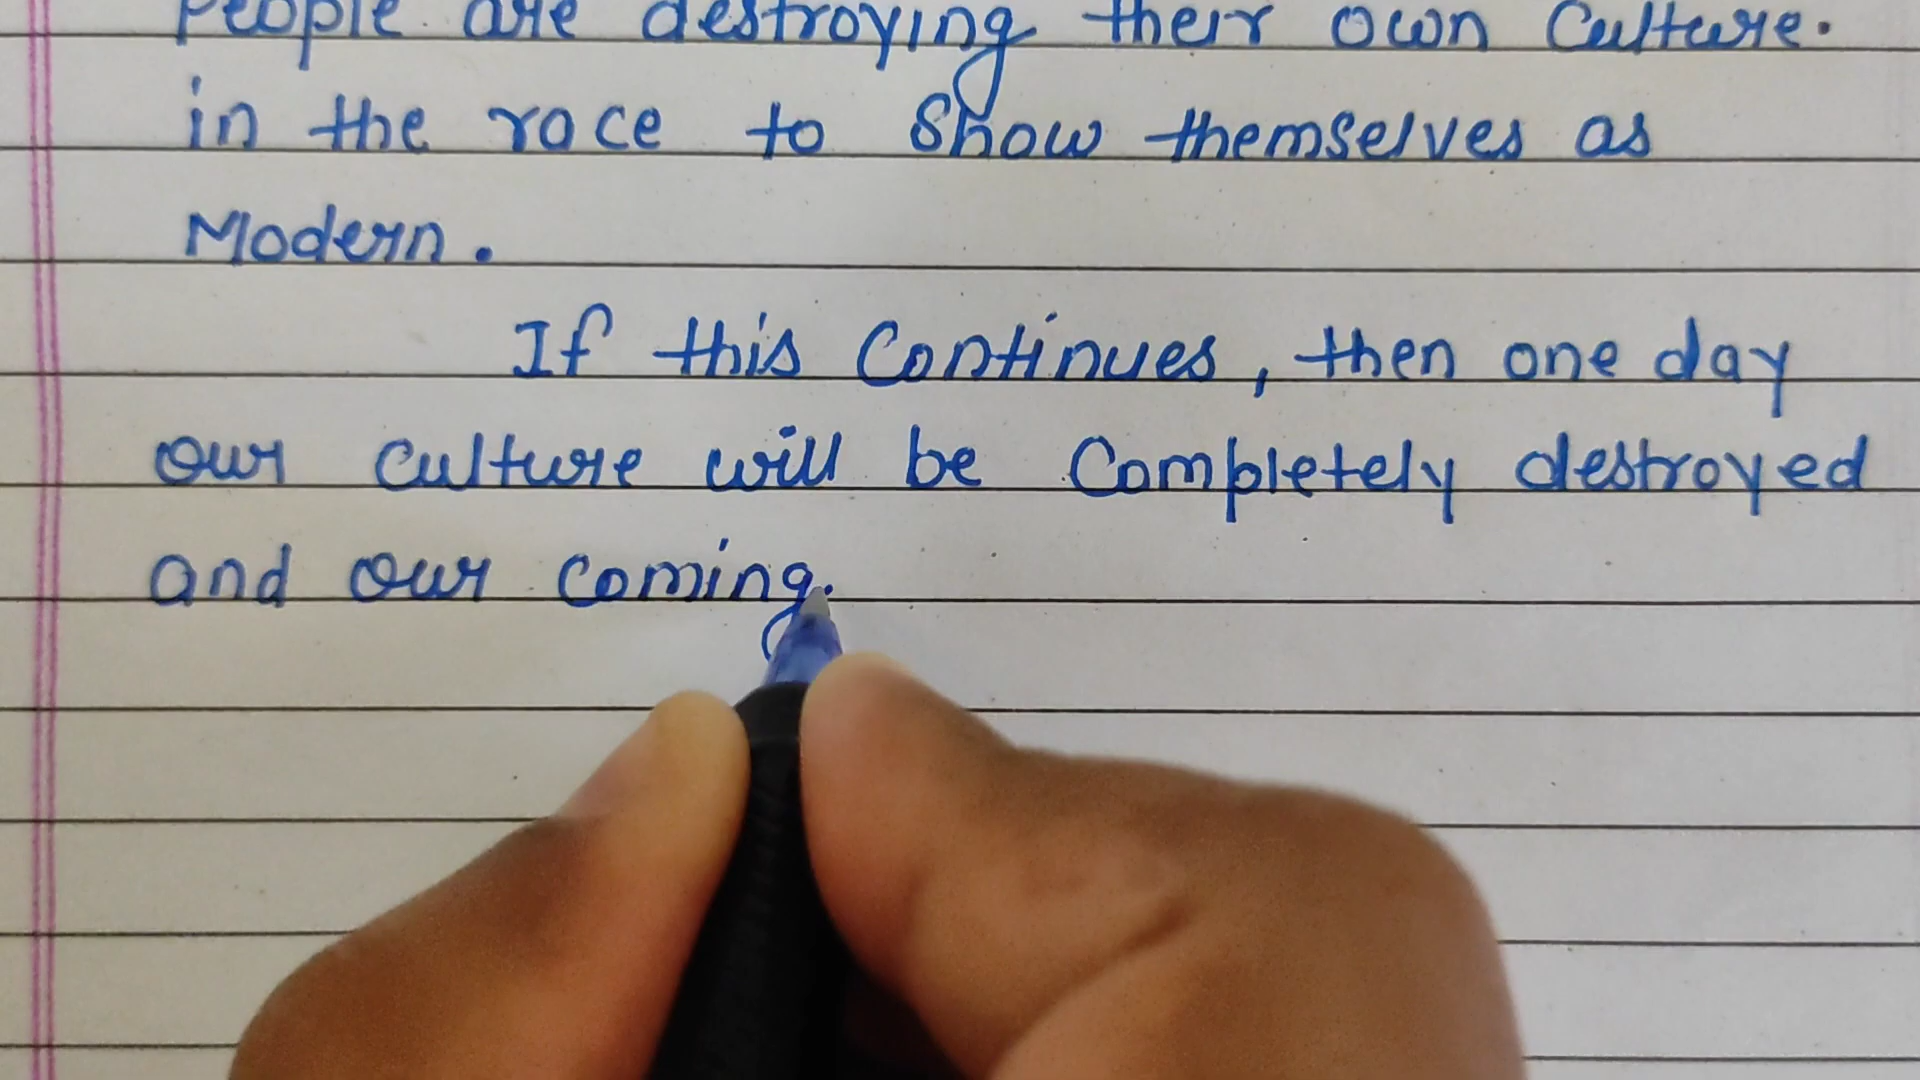 People are destroying their own Culture.
in the race to Show themselves as
Modern.
If this Continues, then one day
our culture will be Completely destroyed
and our coming.